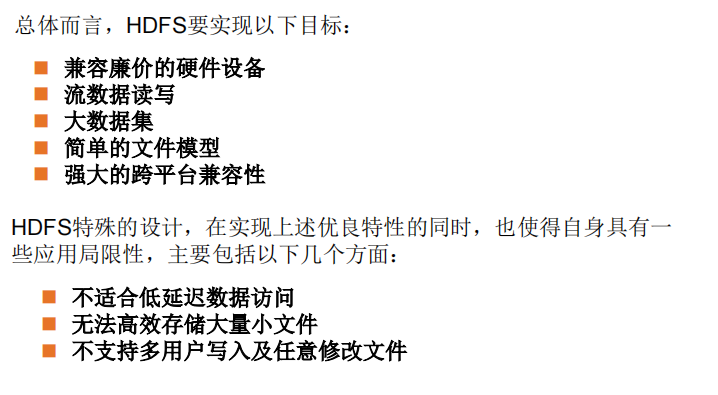 总体而言，HDFS要实现以下目标：
兼容廉价的硬件设备
流数据读写
大数据集
简单的文件模型
强大的跨平台兼容性
HDFS特殊的设计，在实现上述优良特性的同时，也使得自身具有一
些应用局限性，主要包括以下几个方面：
不适合低延迟数据访问
无法高效存储大量小文件
不支持多用户写入及任意修改文件